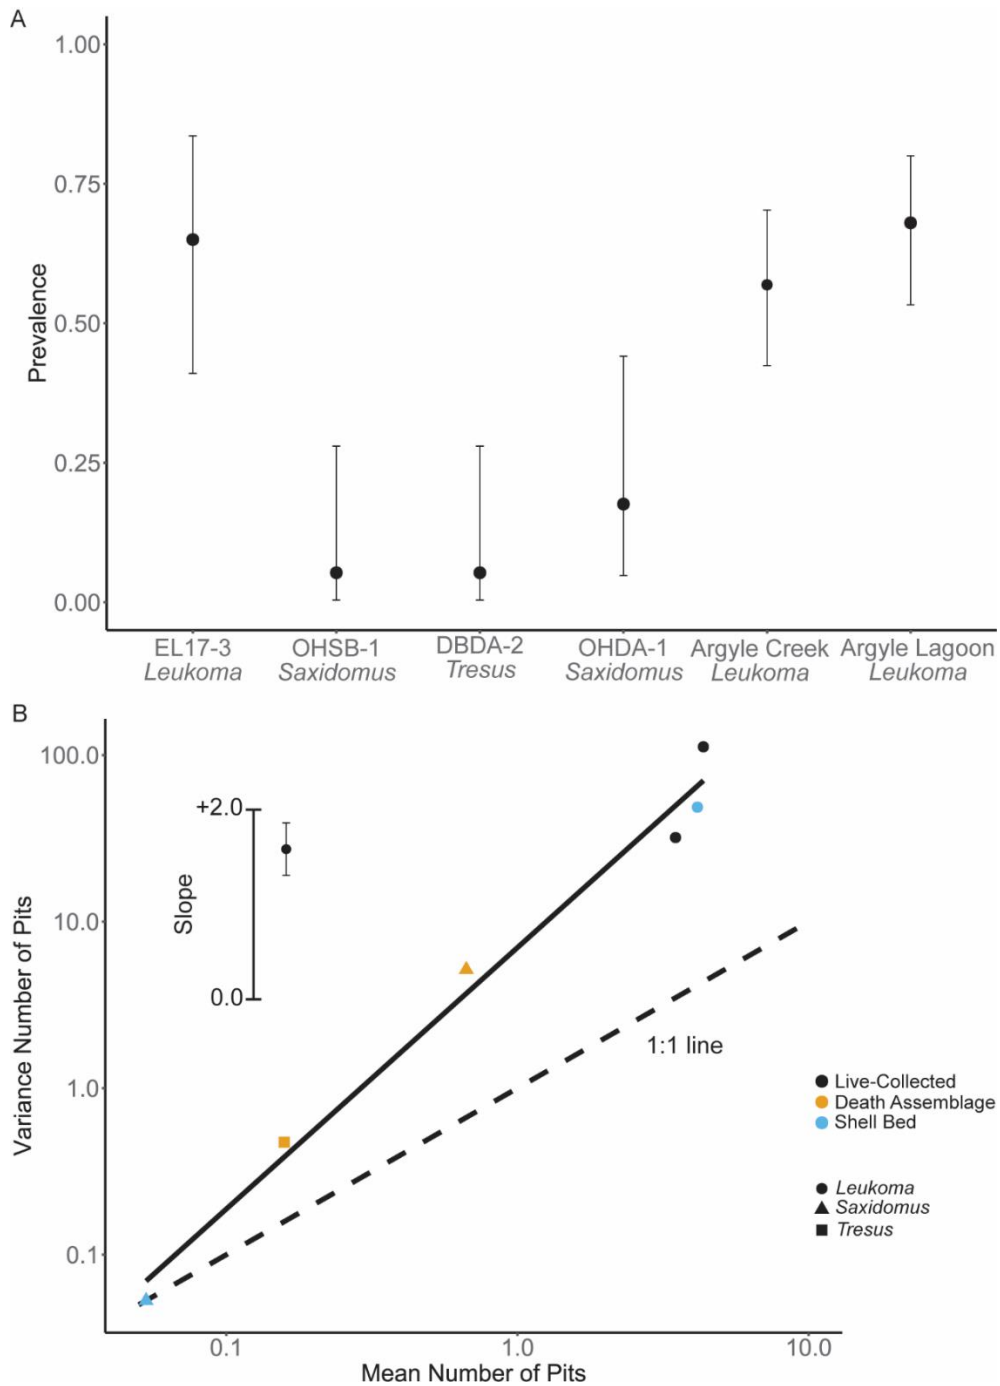 A
1.00
0.75
0.50
0.25
0.00
Prevalence
EL17-3 OHSB-1 DBDA-2 OHDA-1 Argyle Creek Argyle Lagoon
Leukoma Saxidomus Tresus Saxidomus Leukoma Leukoma
B
100.0
10.0
1.0
0.1
Variance Number of Pits
+2.0
0.0
Slope
1:1 line
Live-Collected
Death Assemblage
Shell Bed
Leukoma
Saxidomus
Tresus
0.1 1.0 10.0
Mean Number of Pits